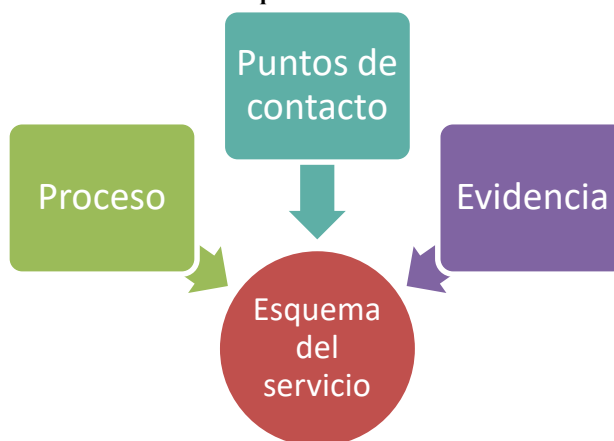 Puntos de
contacto
Proceso
Evidencia
Esquema
del
servicio